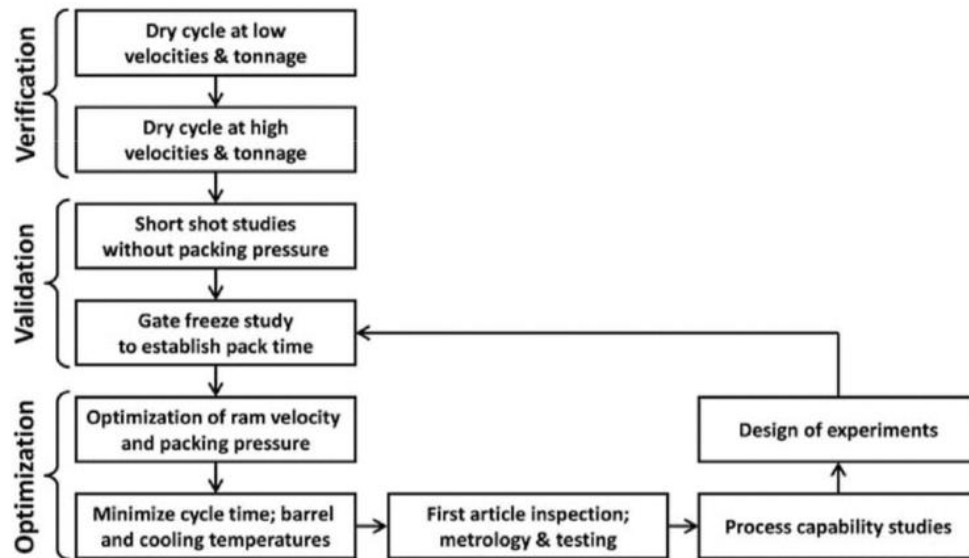 Verification
Dry cycle at low
velocities & tonnage
Dry cycle at high
velocities & tonnage
Validation
Short shot studies
without packing pressure
Gate freeze study
to establish pack time
Optimization
Optimization of ram velocity
and packing pressure
Minimize cycle time; barrel
and cooling temperatures
First article inspection;
metrology & testing
Process capability studies
Design of experiments